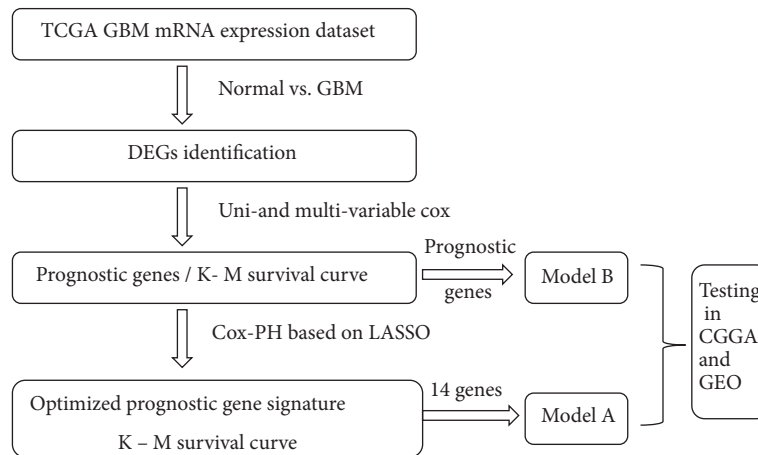 TCGA GBM mRNA expression dataset
Normal vs. GBM
DEGs identification
Uni-and multi-variable cox
Prognostic genes / K- M survival curve
Prognostic
genes
Model B
Cox-PH based on LASSO
Optimized prognostic gene signature
K – M survival curve
14 genes
Model A
Testing
in
CGGA
and
GEO